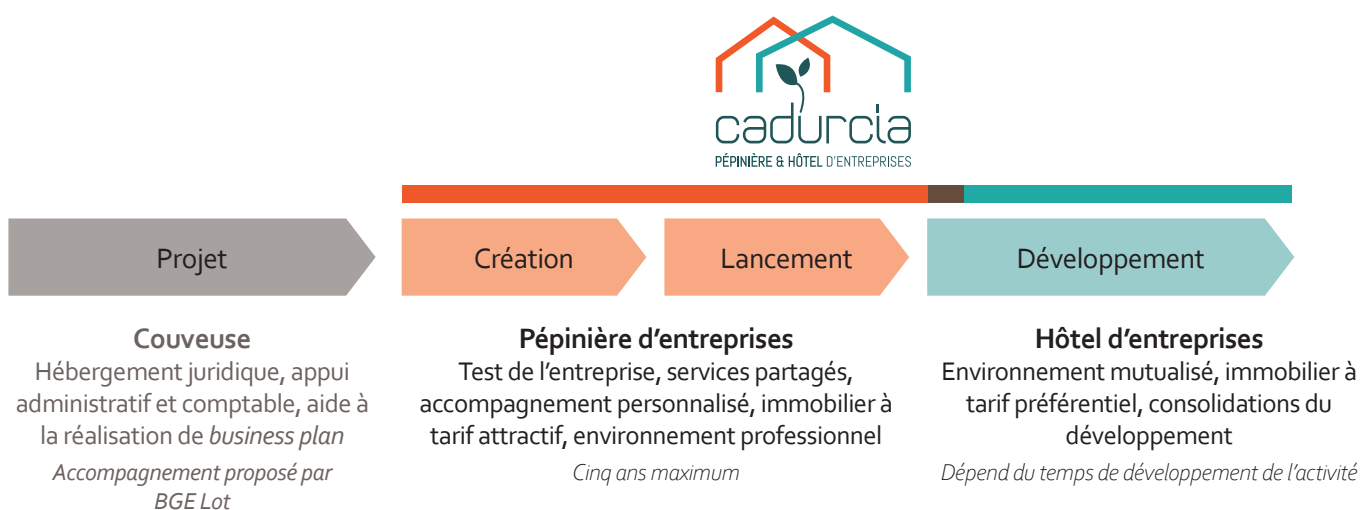 cadurcia
PÉPINIÈRE & HÔTEL D'ENTREPRISES
Projet
Création
Lancement
Développement
Couveuse
Hébergement juridique, appui
administratif et comptable, aide à
la réalisation de business plan
Accompagnement proposé par
BGE Lot
Pépinière d'entreprises
Test de l'entreprise, services partagés,
accompagnement personnalisé, immobilier à
tarif attractif, environnement professionnel
Cinq ans maximum
Hôtel d'entreprises
Environnement mutualisé, immobilier à
tarif préférentiel, consolidations du
développement
Dépend du temps de développement de l'activité